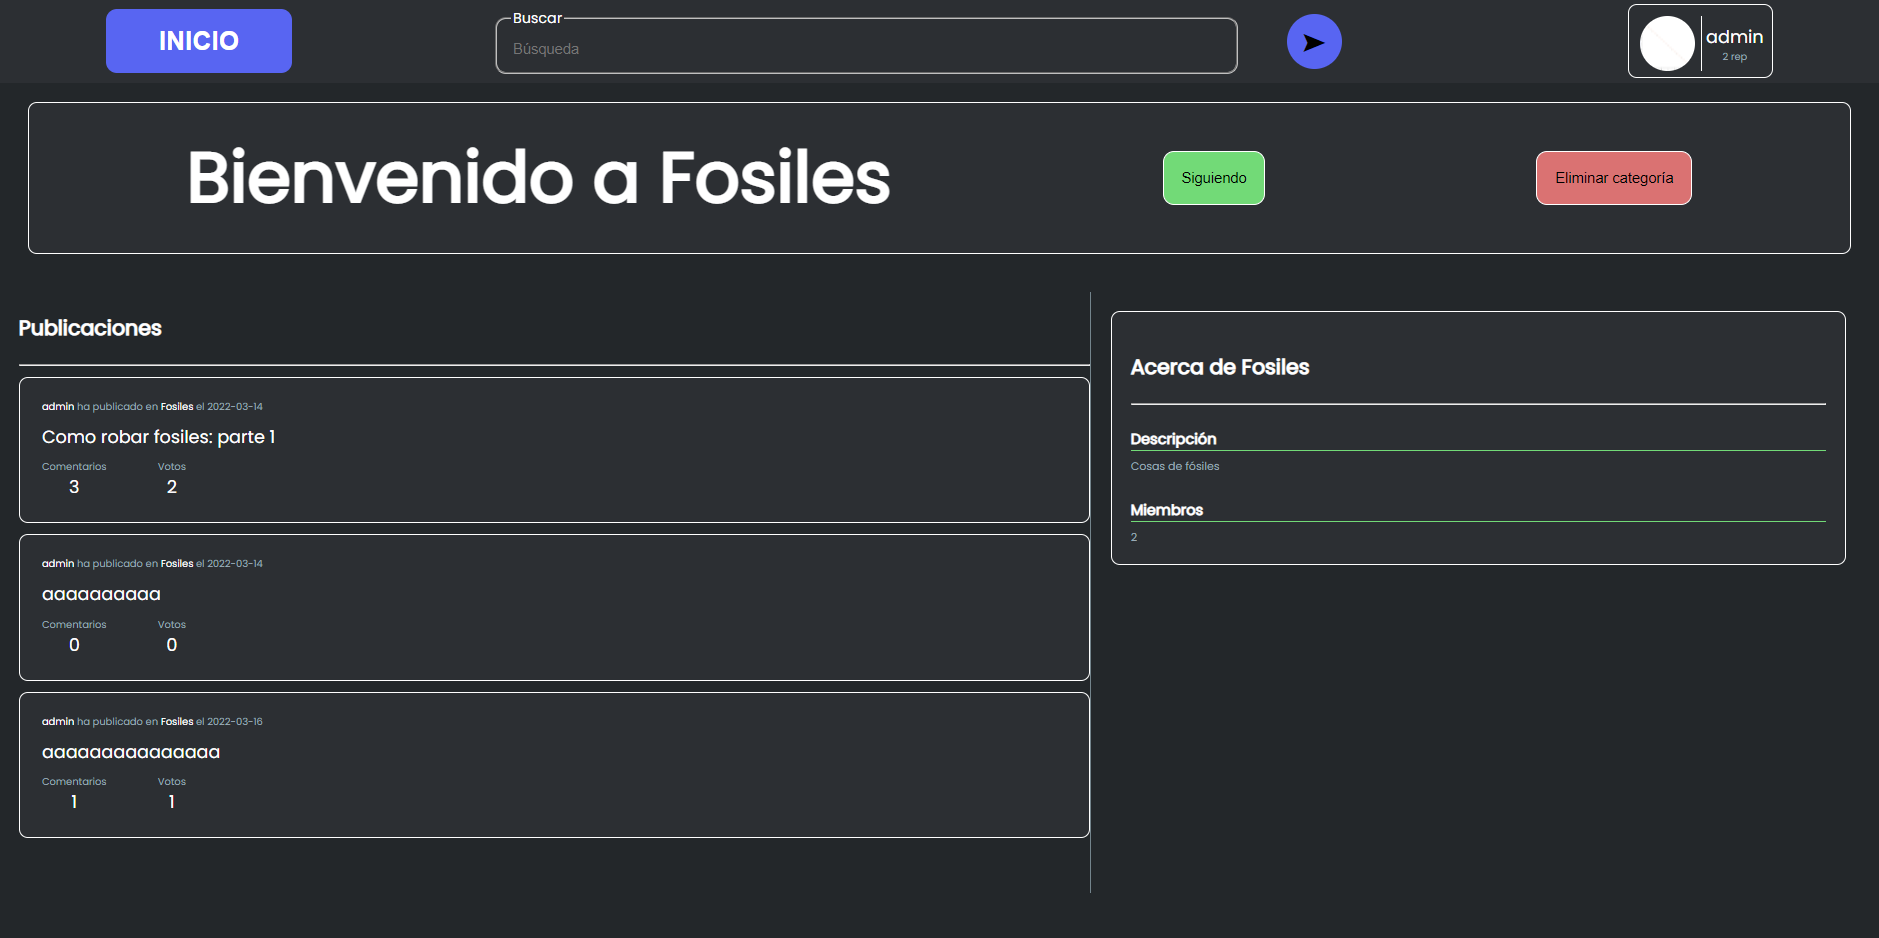 INICIO
Buscar
Búsqueda
admin
2 rep
Bienvenido a Fosiles
Siguiendo
Eliminar categoría
Publicaciones
admin ha publicado en Fosiles el 2022-03-14
Como robar fosiles: parte 1
Comentarios Votos
3 2
admin ha publicado en Fosiles el 2022-03-14
aaaaaaaaaa
Comentarios Votos
0 0
admin ha publicado en Fosiles el 2022-03-16
aaaaaaaaaaaaaaa
Comentarios Votos
1 1
Acerca de Fosiles
Descripción
Cosas de fósiles
Miembros
2